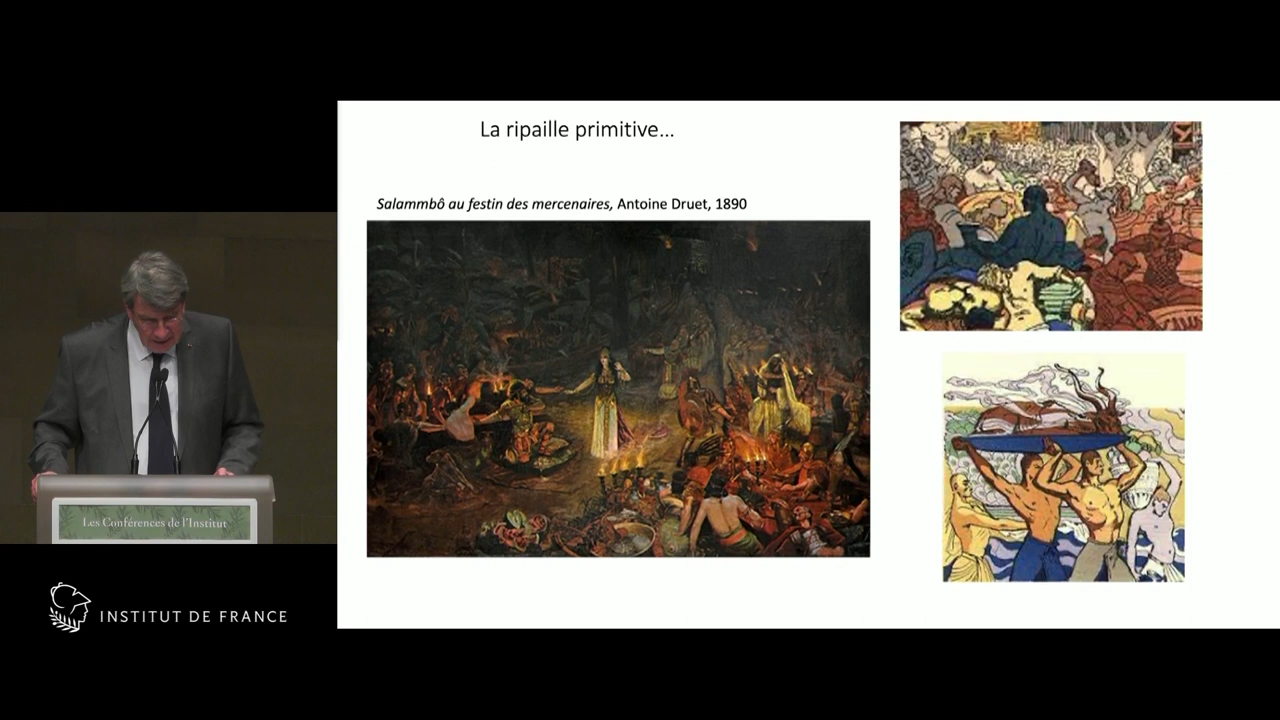 La ripaille primitive...
Salammbô au festin des mercenaires, Antoine Druet, 1890
Les Conférences de l'Institut
INSTITUT DE FRANCE